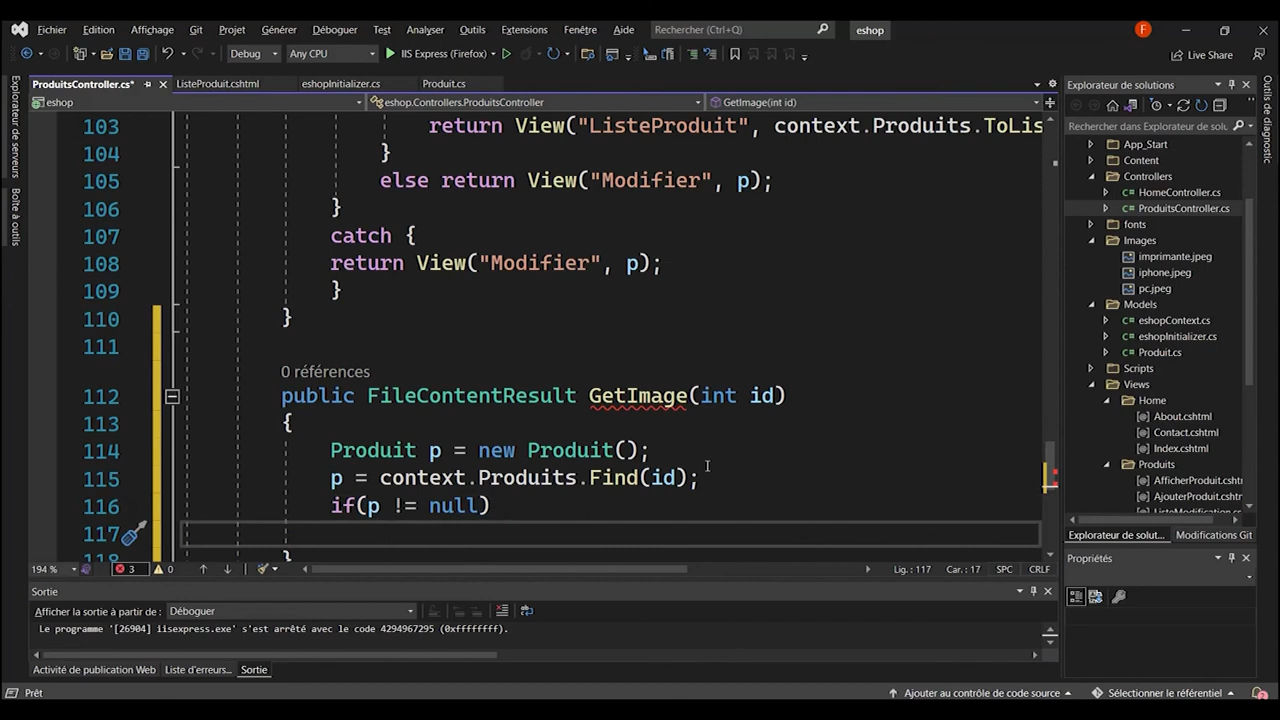 Fichier Edition Affichage Git Projet Générer Déboguer Test Analyser Outils Extensions Fenêtre Aide Rechercher (Ctrl+Q) eshop F
Debug Any CPU IIS Express (Firefox) Live Share
ProduitsController.cs* ListeProduit.cshtml eshopInitializer.cs Produit.cs
eshop eshop.Controllers.ProduitsController GetImage(int id)
Explorateur de serveurs
Boîte à outils
103 return View("ListeProduit", context.Produits.ToLis
104 }
105 else return View("Modifier", p);
106 }
107 catch {
108 return View("Modifier", p);
109 }
110 }
111
0 références
112 public FileContentResult GetImage(int id)
113 {
114 Produit p = new Produit();
115 p = context.Produits.Find(id);
116 if(p != null)
117
118 }
194 % 3 0 Lig. : 117 Car. : 17 SPC CRLF
Sortie
Afficher la sortie à partir de : Déboguer
Le programme '[26904] iisexpress.exe' s'est arrêté avec le code 4294967295 (0xffffffff).
Activité de publication Web Liste d'erreurs... Sortie
Prêt Ajouter au contrôle de code source Sélectionner le référentiel 2
Explorateur de solutions
Rechercher dans Explorateur de solu
App_Start
Content
Controllers
HomeController.cs
ProduitsController.cs
fonts
Images
imprimante.jpeg
iphone.jpeg
pc.jpeg
Models
eshopContext.cs
eshopInitializer.cs
Produit.cs
Scripts
Views
Home
About.cshtml
Contact.cshtml
Index.cshtml
Produits
AfficherProduit.cshtml
AjouterProduit.cshtm
ListeModification.cshtm
Explorateur de solut... Modifications Git
Propriétés
Outils de diagnostic